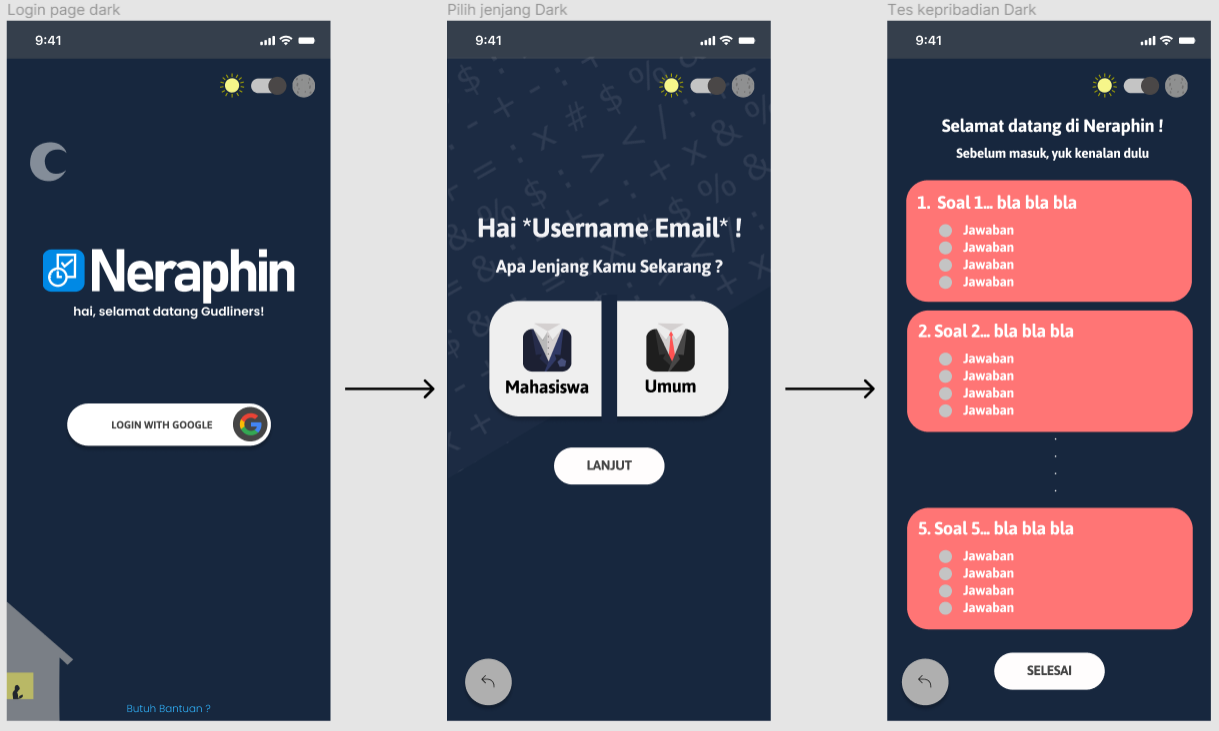 Login page dark
9:41
Neraphin
hai, selamat datang Gudliners!
LOGIN WITH GOOGLE
Butuh Bantuan ?
Pilih jenjang Dark
9:41
Hai *Username Email* !
Apa Jenjang Kamu Sekarang ?
Mahasiswa
Umum
LANJUT
Tes kepribadian Dark
9:41
Selamat datang di Neraphin !
Sebelum masuk, yuk kenalan dulu
1. Soal 1... bla bla bla
Jawaban
Jawaban
Jawaban
Jawaban
2. Soal 2... bla bla bla
Jawaban
Jawaban
Jawaban
Jawaban
.
.
.
.
5. Soal 5... bla bla bla
Jawaban
Jawaban
Jawaban
Jawaban
SELESAI